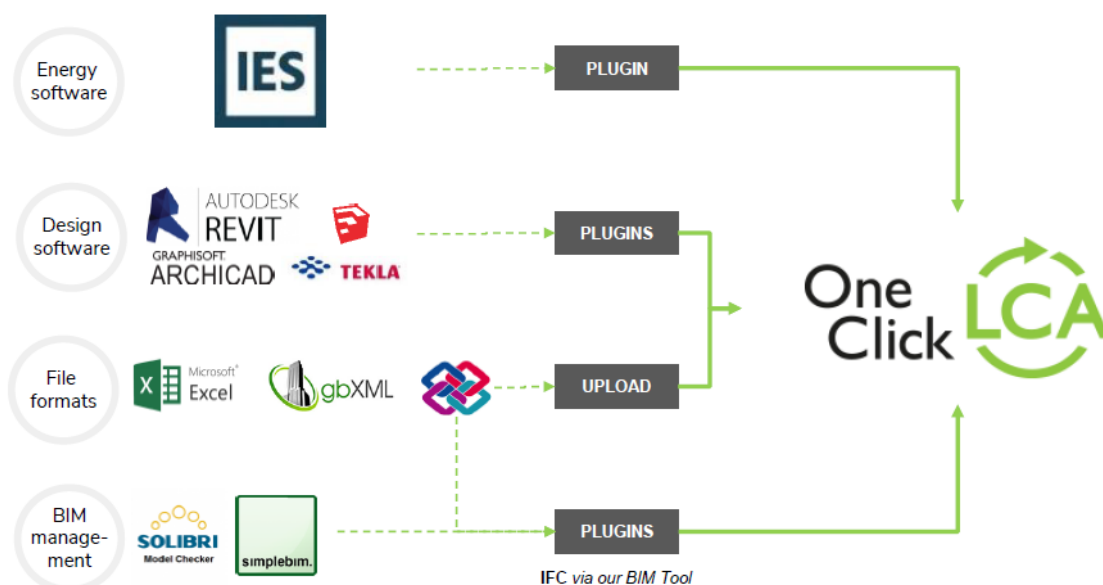 Energy
software
IES
PLUGIN
Design
software
AUTODESK
REVIT
GRAPHISOFT.
ARCHICAD
TEKLA
PLUGINS
One
Click
LCA
File
formats
Microsoft
Excel
gbXML
UPLOAD
BIM
manage-
ment
SOLIBRI
Model Checker
simplebim.
PLUGINS
IFC via our BIM Tool